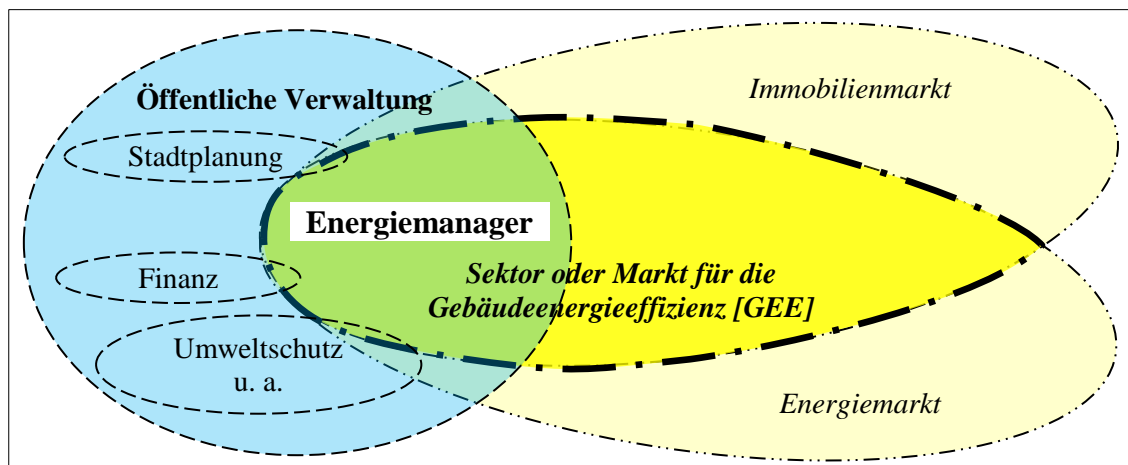 Immobilienmarkt
Öffentliche Verwaltung
Stadtplanung
Energiemanager
Finanz
Sektor oder Markt für die
Gebäudeenergieeffizienz [GEE]
Umweltschutz
u. a.
Energiemarkt